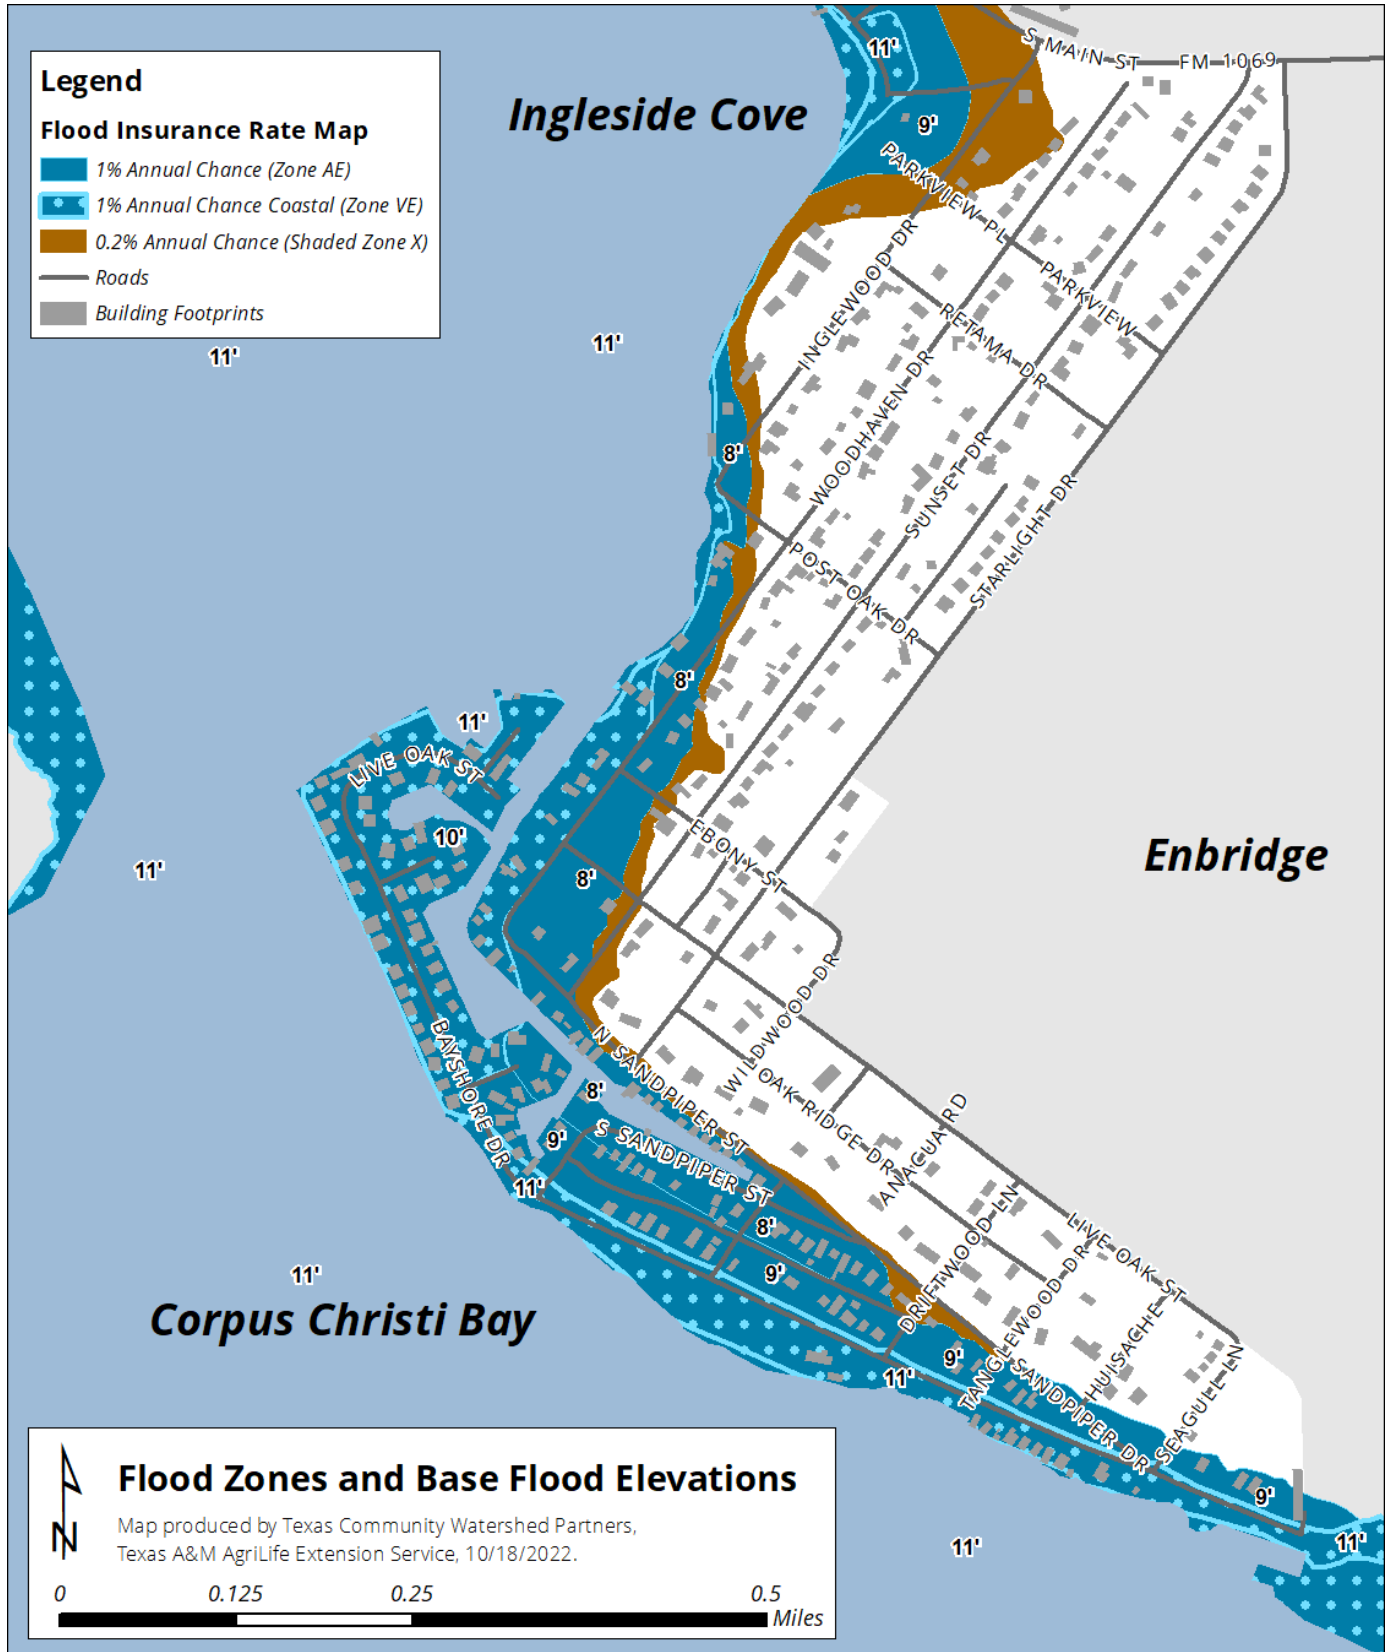 Legend
Flood Insurance Rate Map
1% Annual Chance (Zone AE)
1% Annual Chance Coastal (Zone VE)
0.2% Annual Chance (Shaded Zone X)
Roads
Building Footprints
Ingleside Cove
11'
S MAIN ST
FM 1069
9'
PARKVIEW PL
PARKVIEW
INGLEWOOD DR
RETAMA DR
11'
11'
WOODHAVEN DR
8'
SUNSET DR
STARLIGHT DR
POST OAK DR
8'
11'
LIVE OAK ST
10'
EBONY ST
11'
8'
Enbridge
WILDWOOD DR
BAYSHORE DR
N SANDPIPER ST
OAK RIDGE DR
8'
ANACUA RD
9'
S SANDPIPER ST
11'
8'
DRIFTWOOD LN
LIVE OAK ST
11'
9'
TANGLEWOOD DR
Corpus Christi Bay
HUISACHE
9'
11'
SANDPIPER DR
SEAGULL LN
9'
11'
11'
N
Flood Zones and Base Flood Elevations
Map produced by Texas Community Watershed Partners,
Texas A&M AgriLife Extension Service, 10/18/2022.
0 0.125 0.25 0.5
Miles